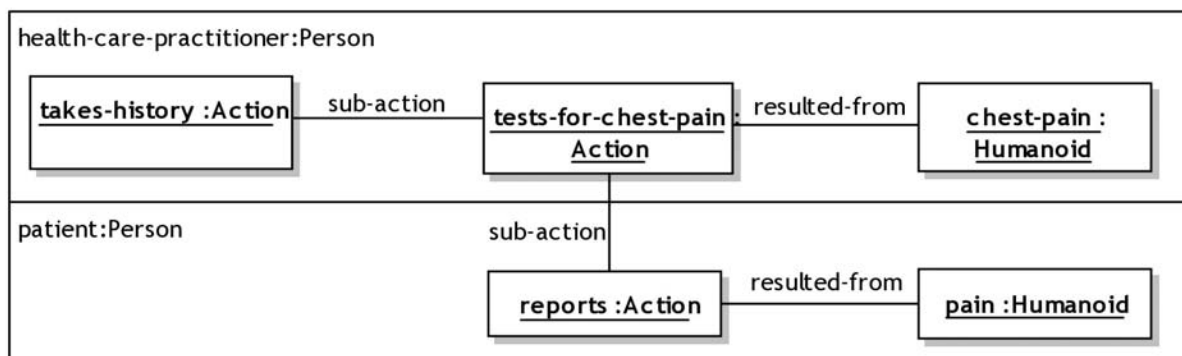 health-care-practitioner:Person
takes-history :Action
sub-action
tests-for-chest-pain :
Action
resulted-from
chest-pain :
Humanoid
patient:Person
sub-action
reports :Action
resulted-from
pain :Humanoid